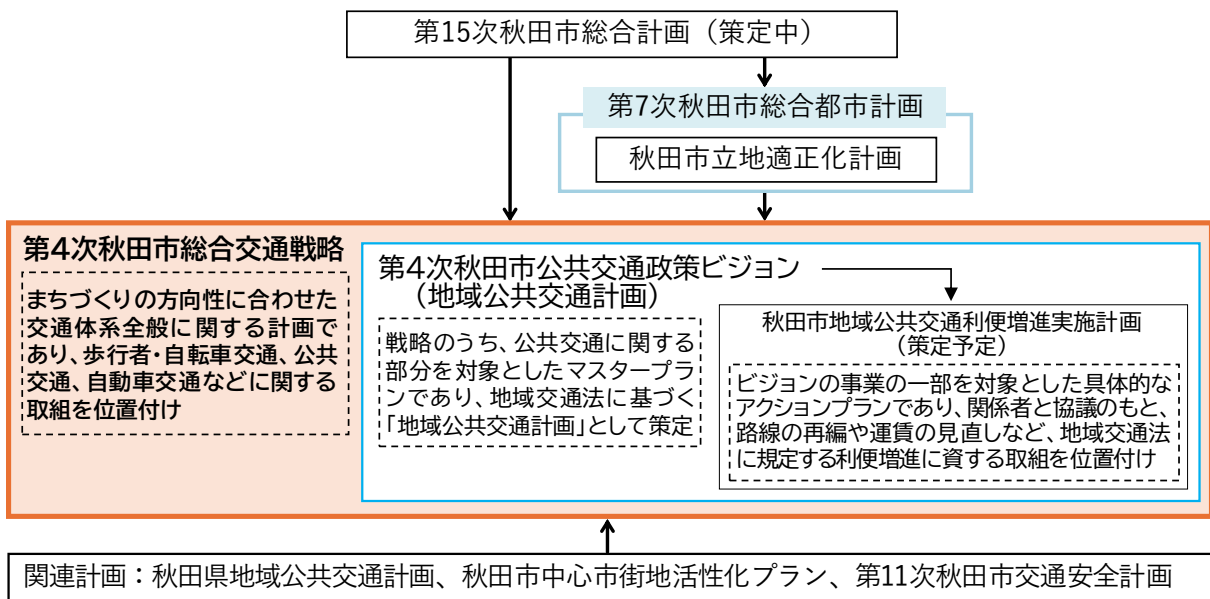 第15次秋田市総合計画（策定中）
第7次秋田市総合都市計画
秋田市立地適正化計画
第4次秋田市総合交通戦略
まちづくりの方向性に合わせた
交通体系全般に関する計画で
あり、歩行者・自転車交通、公共
交通、自動車交通などに関する
取組を位置付け
第4次秋田市公共交通政策ビジョン
（地域公共交通計画）
戦略のうち、公共交通に関する
部分を対象としたマスタープラ
ンであり、地域交通法に基づく
「地域公共交通計画」として策定
秋田市地域公共交通利便増進実施計画
（策定予定）
ビジョンの事業の一部を対象とした具体的な
アクションプランであり、関係者と協議のもと、
路線の再編や運賃の見直しなど、地域交通法
に規定する利便増進に資する取組を位置付け
関連計画：秋田県地域公共交通計画、秋田市中心市街地活性化プラン、第11次秋田市交通安全計画